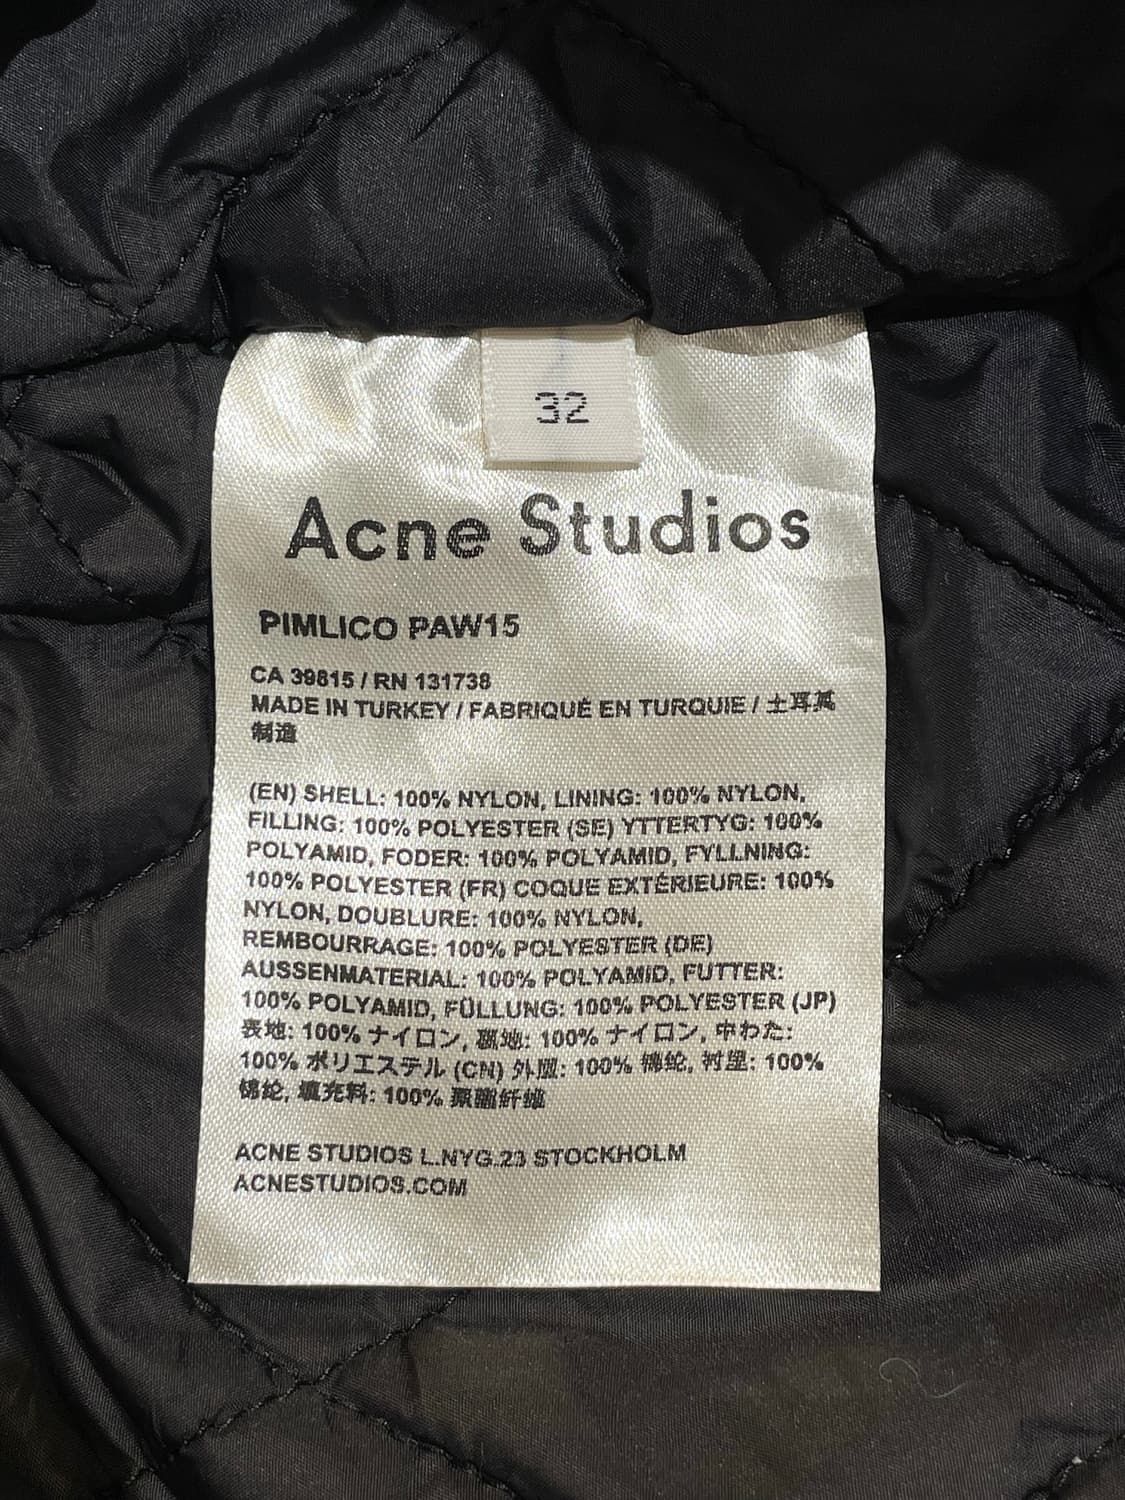 32
Acne Studios
PIMLICO PAW15
CA 39815 / RN 131738
MADE IN TURKEY / FABRIQUÉ EN TURQUIE / 土耳其
制造
(EN) SHELL: 100% NYLON, LINING: 100% NYLON,
FILLING: 100% POLYESTER (SE) YTTERTYG: 100%
POLYAMID, FODER: 100% POLYAMID, FYLLNING:
100% POLYESTER (FR) COQUE EXTÉRIEURE: 100%
NYLON, DOUBLURE: 100% NYLON,
REMBOURRAGE: 100% POLYESTER (DE)
AUSSENMATERIAL: 100% POLYAMID, FUTTER:
100% POLYAMID, FÜLLUNG: 100% POLYESTER (JP)
表地: 100% ナイロン, 裏地: 100% ナイロン, 中わた:
100% ポリエステル (CN) 外层: 100% 锦纶, 衬里: 100%
锦纶, 填充料: 100% 聚酯纤维
ACNE STUDIOS L.NYG.23 STOCKHOLM
ACNESTUDIOS.COM